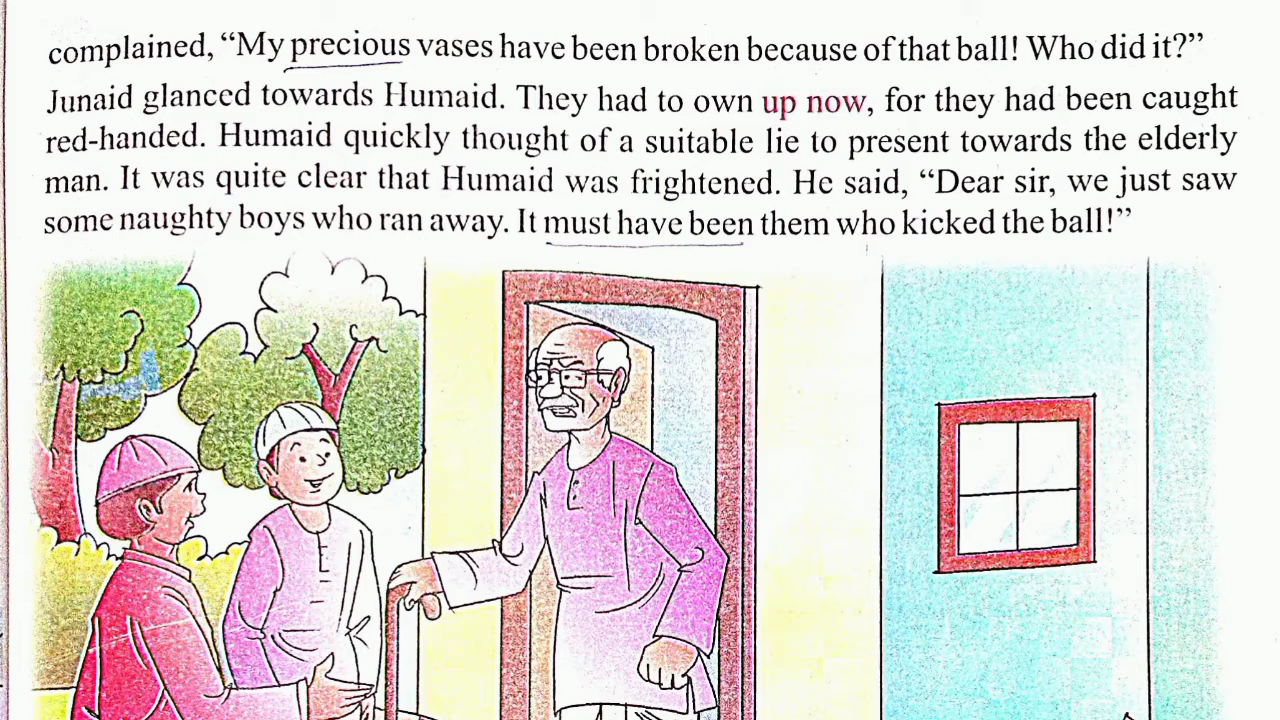 complained, “My precious vases have been broken because of that ball! Who did it?”
Junaid glanced towards Humaid. They had to own up now, for they had been caught
red-handed. Humaid quickly thought of a suitable lie to present towards the elderly
man. It was quite clear that Humaid was frightened. He said, “Dear sir, we just saw
some naughty boys who ran away. It must have been them who kicked the ball!”